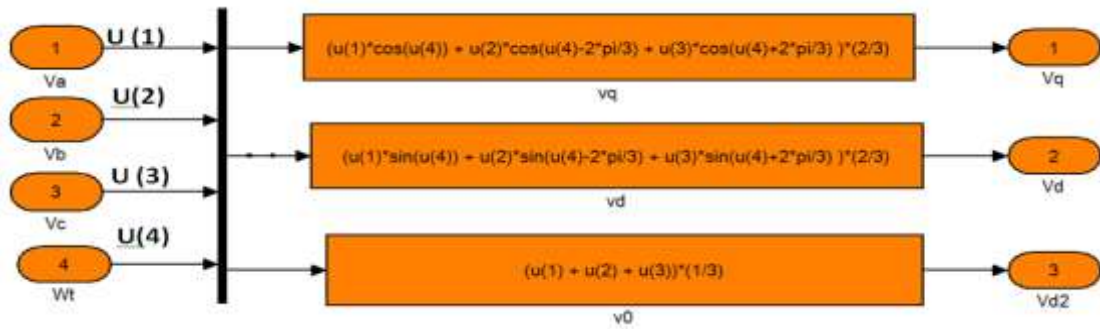 U (1)
1
Va
U(2)
2
Vb
U (3)
3
Vc
U(4)
4
Wt
(u(1)*cos(u(4)) + u(2)*cos(u(4)-2*pi/3) + u(3)*cos(u(4)+2*pi/3) )*(2/3)
vq
1
Vq
(u(1)*sin(u(4)) + u(2)*sin(u(4)-2*pi/3) + u(3)*sin(u(4)+2*pi/3) )*(2/3)
vd
2
Vd
(u(1) + u(2) + u(3))*(1/3)
v0
3
Vd2